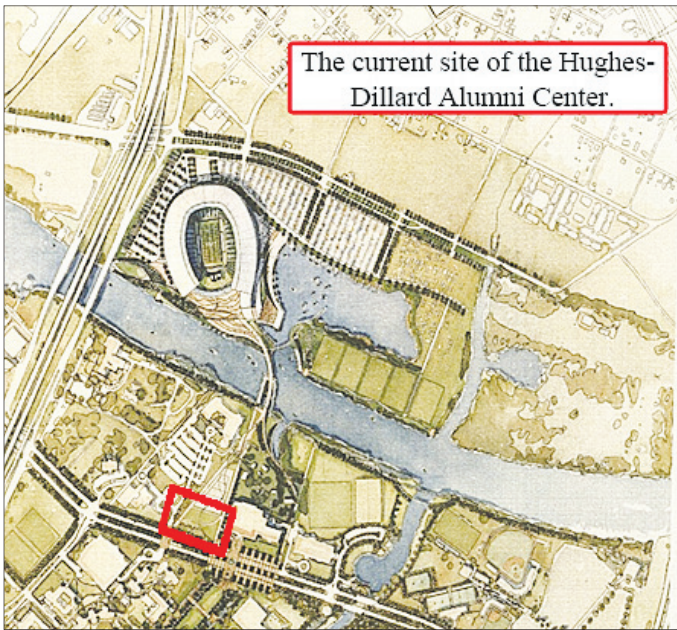 The current site of the Hughes-
Dillard Alumni Center.